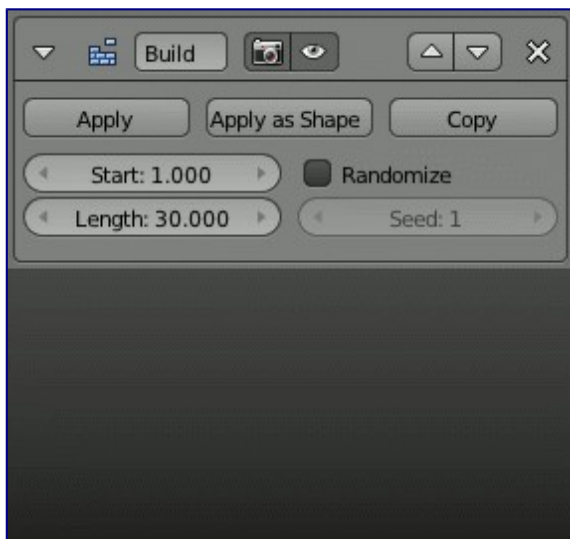 Build
Apply Apply as Shape Copy
Start: 1.000 Randomize
Length: 30.000 Seed: 1